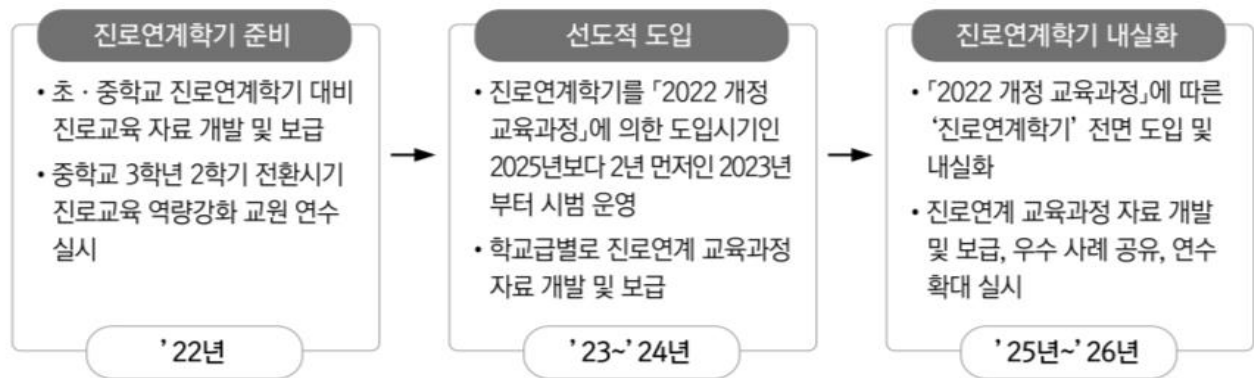 진로연계학기 준비
• 초 · 중학교 진로연계학기 대비
진로교육 자료 개발 및 보급
• 중학교 3학년 2학기 전환시기
진로교육 역량강화 교원 연수
실시
’22년
선도적 도입
• 진로연계학기를 「2022 개정
교육과정」에 의한 도입시기인
2025년보다 2년 먼저인 2023년
부터 시범 운영
• 학교급별로 진로연계 교육과정
자료 개발 및 보급
’23~’24년
진로연계학기 내실화
• 「2022 개정 교육과정」에 따른
‘진로연계학기’ 전면 도입 및
내실화
• 진로연계 교육과정 자료 개발
및 보급, 우수 사례 공유, 연수
확대 실시
’25년~’26년